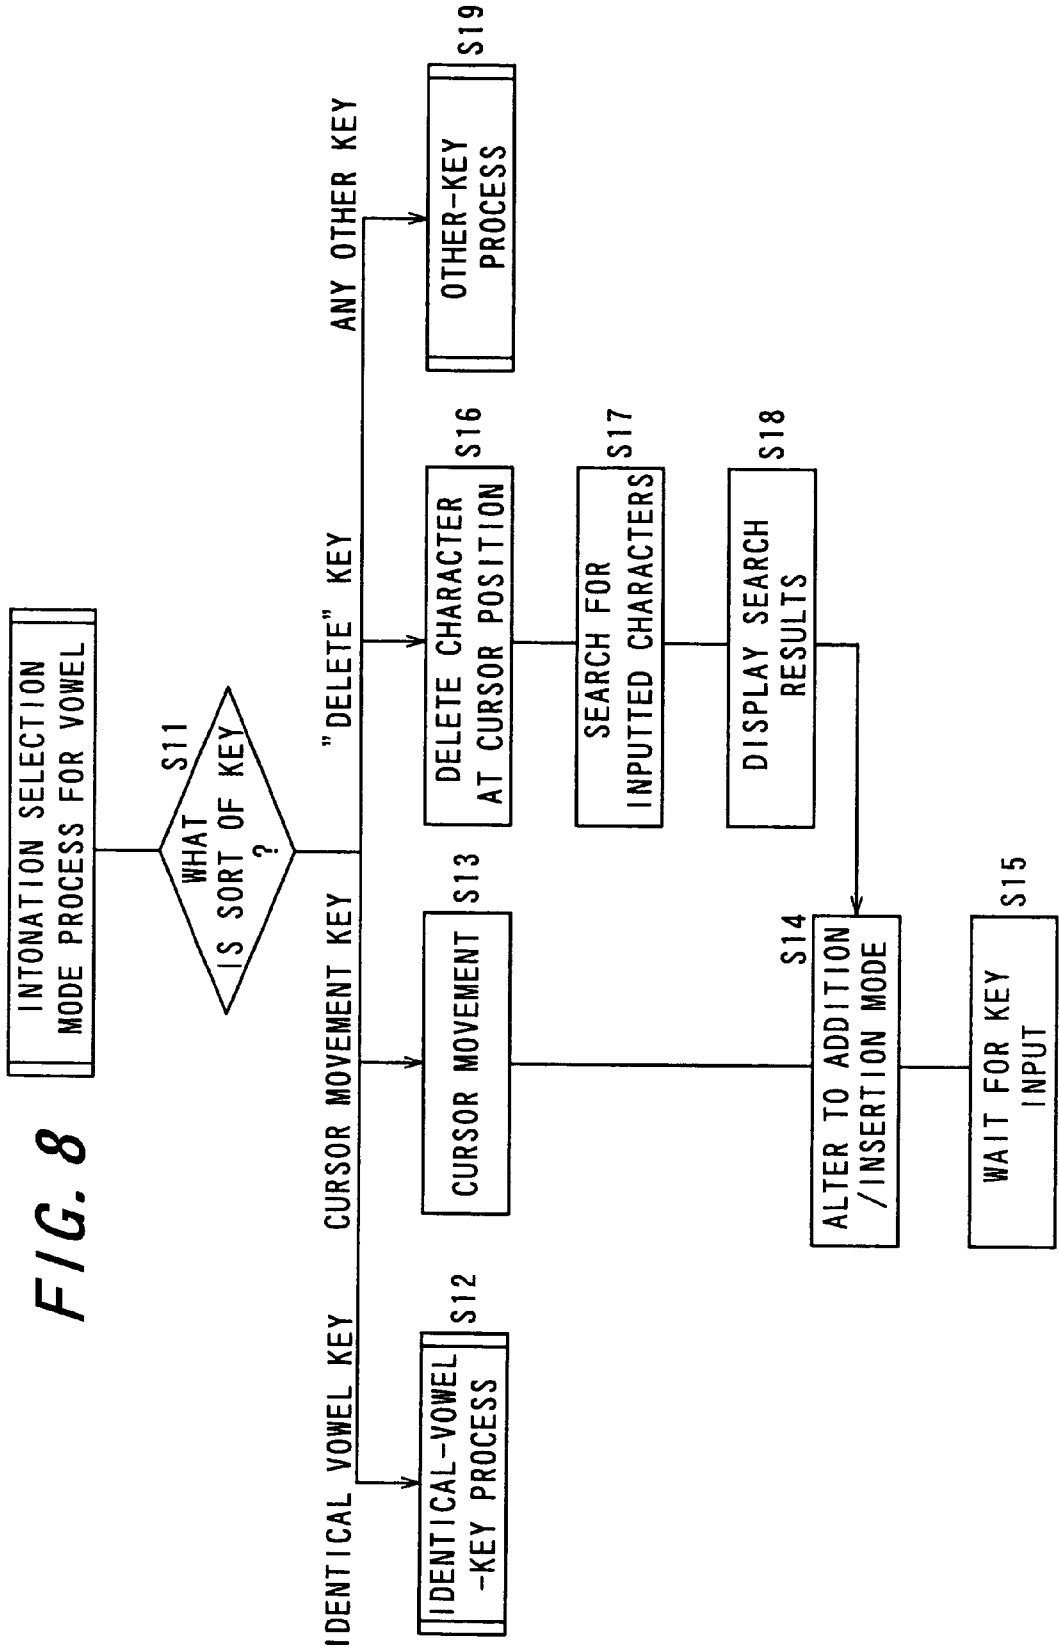 FIG. 8
INTONATION SELECTION
MODE PROCESS FOR VOWEL
S11
WHAT
IS SORT OF KEY
?
IDENTICAL VOWEL KEY
CURSOR MOVEMENT KEY
"DELETE" KEY
ANY OTHER KEY
S12
IDENTICAL-VOWEL
-KEY PROCESS
S13
CURSOR MOVEMENT
S16
DELETE CHARACTER
AT CURSOR POSITION
S19
OTHER-KEY
PROCESS
S17
SEARCH FOR
INPUTTED CHARACTERS
S18
DISPLAY SEARCH
RESULTS
S14
ALTER TO ADDITION
/INSERTION MODE
S15
WAIT FOR KEY
INPUT